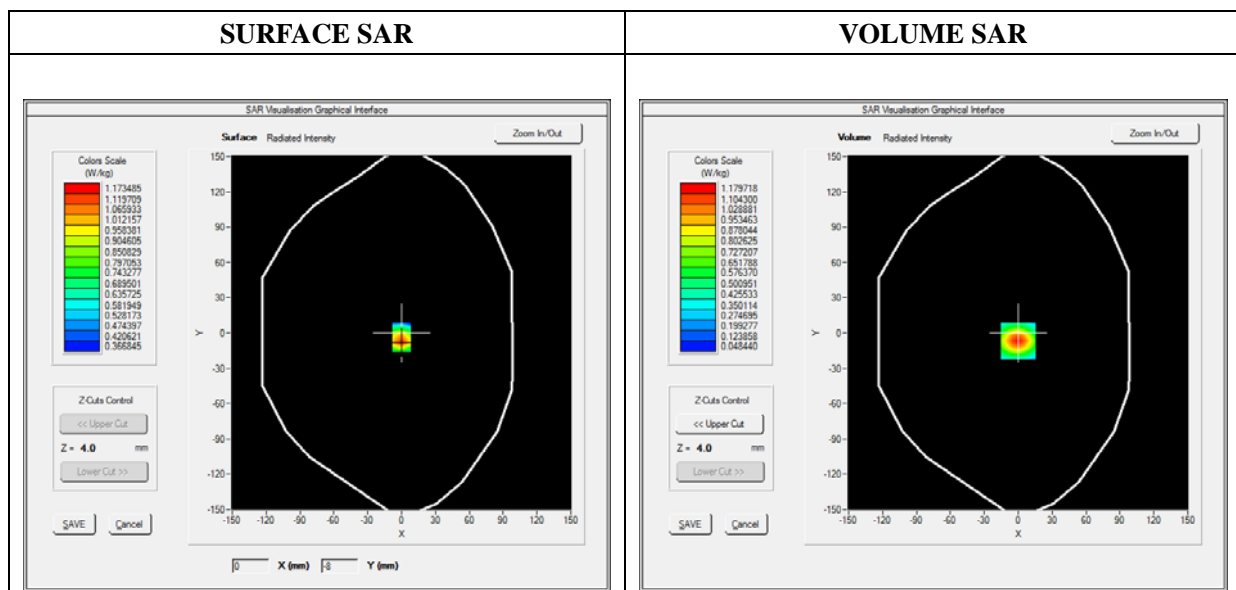 SURFACE SAR
VOLUME SAR
SAR Visualisation Graphical Interface
Surface Radiated Intensity
Zoom In/Out
Colors Scale
(W/kg)
1.173485
1.119709
1.065933
1.012157
0.958381
0.904605
0.850829
0.797053
0.743277
0.689501
0.635725
0.581949
0.528173
0.474397
0.420621
0.366845
Z-Cuts Control
<< Upper Cut
Z = 4.0 mm
Lower Cut >>
SAVE Cancel
150
120
90
60
30
0
-30
-60
-90
-120
-150
Y
-150 -120 -90 -60 -30 0 30 60 90 120 150
X
0 X (mm) -8 Y (mm)
SAR Visualisation Graphical Interface
Volume Radiated Intensity
Zoom In/Out
Colors Scale
(W/kg)
1.179718
1.104300
1.028881
0.953463
0.878044
0.802625
0.727207
0.651788
0.576370
0.500951
0.425533
0.350114
0.274695
0.199277
0.123858
0.048440
Z-Cuts Control
<< Upper Cut
Z = 4.0 mm
Lower Cut >>
SAVE Cancel
150
120
90
60
30
0
-30
-60
-90
-120
-150
Y
-150 -120 -90 -60 -30 0 30 60 90 120 150
X